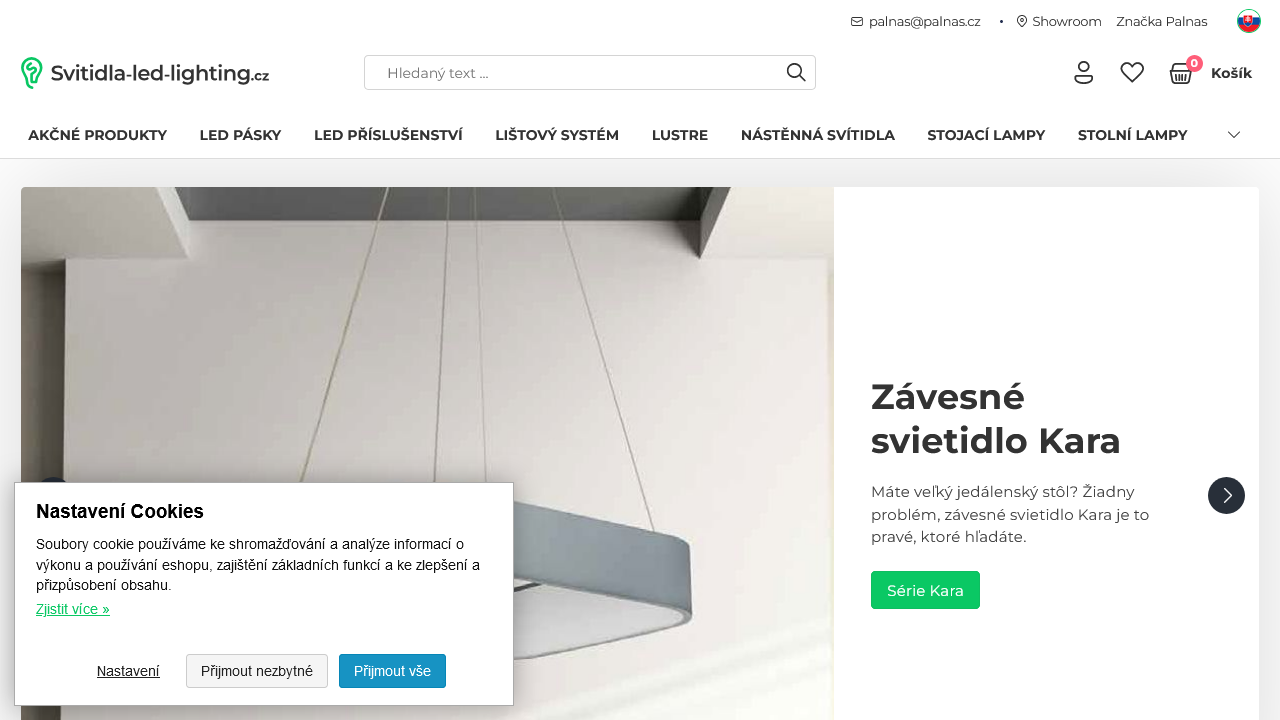 palnas@palnas.cz • Showroom Značka Palnas
Svitidla-led-lighting.cz
Hledaný text ...
0
Košík
AKČNÉ PRODUKTY LED PÁSKY LED PŘÍSLUŠENSTVÍ LIŠTOVÝ SYSTÉM LUSTRE NÁSTĚNNÁ SVÍTIDLA STOJACÍ LAMPY STOLNÍ LAMPY
Závesné
svietidlo Kara
Máte veľký jedálenský stôl? Žiadny
problém, závesné svietidlo Kara je to
pravé, ktoré hľadáte.
Série Kara
Nastavení Cookies
Soubory cookie používáme ke shromažďování a analýze informací o
výkonu a používání eshopu, zajištění základních funkcí a ke zlepšení a
přizpůsobení obsahu.
Zjistit více »
Nastavení Přijmout nezbytné Přijmout vše